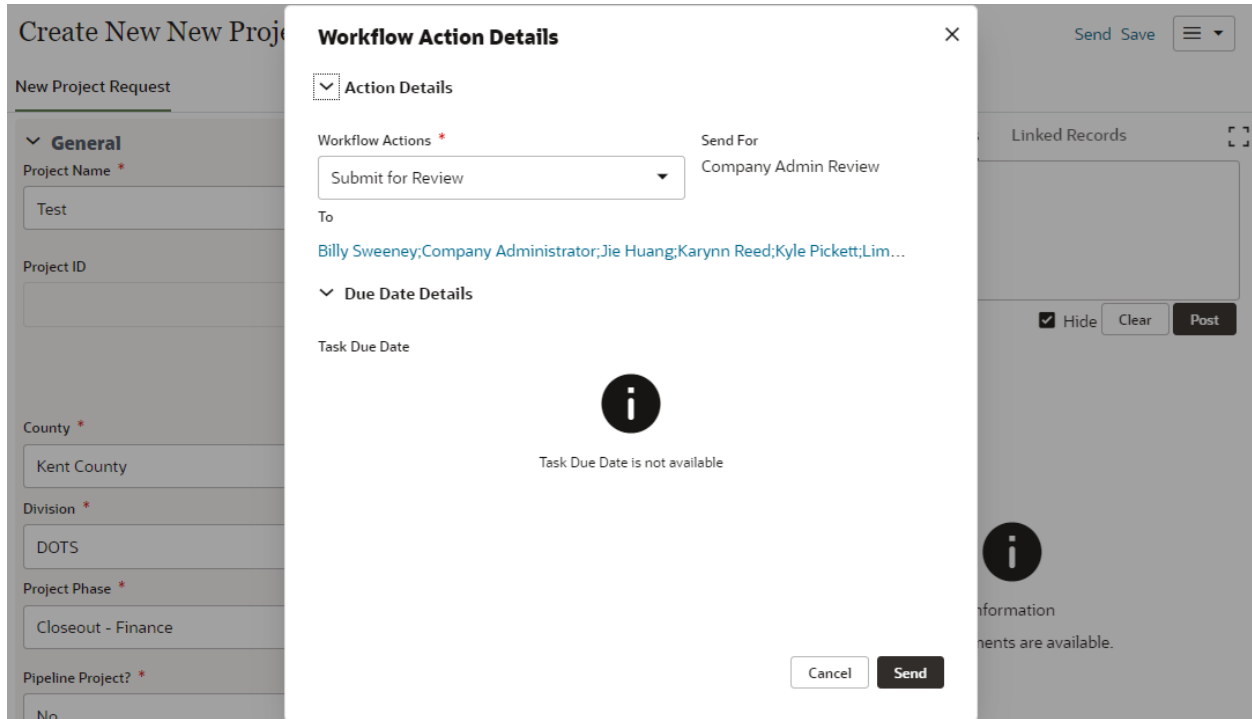 Create New New Proje
Send Save
New Project Request
General
Project Name *
Test
Project ID
County *
Kent County
Division *
DOTS
Project Phase *
Closeout - Finance
Pipeline Project? *
No
Workflow Action Details
Action Details
Workflow Actions *
Submit for Review
Send For
Company Admin Review
To
Billy Sweeney;Company Administrator;Jie Huang;Karynn Reed;Kyle Pickett;Lim...
Due Date Details
Task Due Date
Task Due Date is not available
Cancel Send
Linked Records
Hide Clear Post
nformation
nents are available.